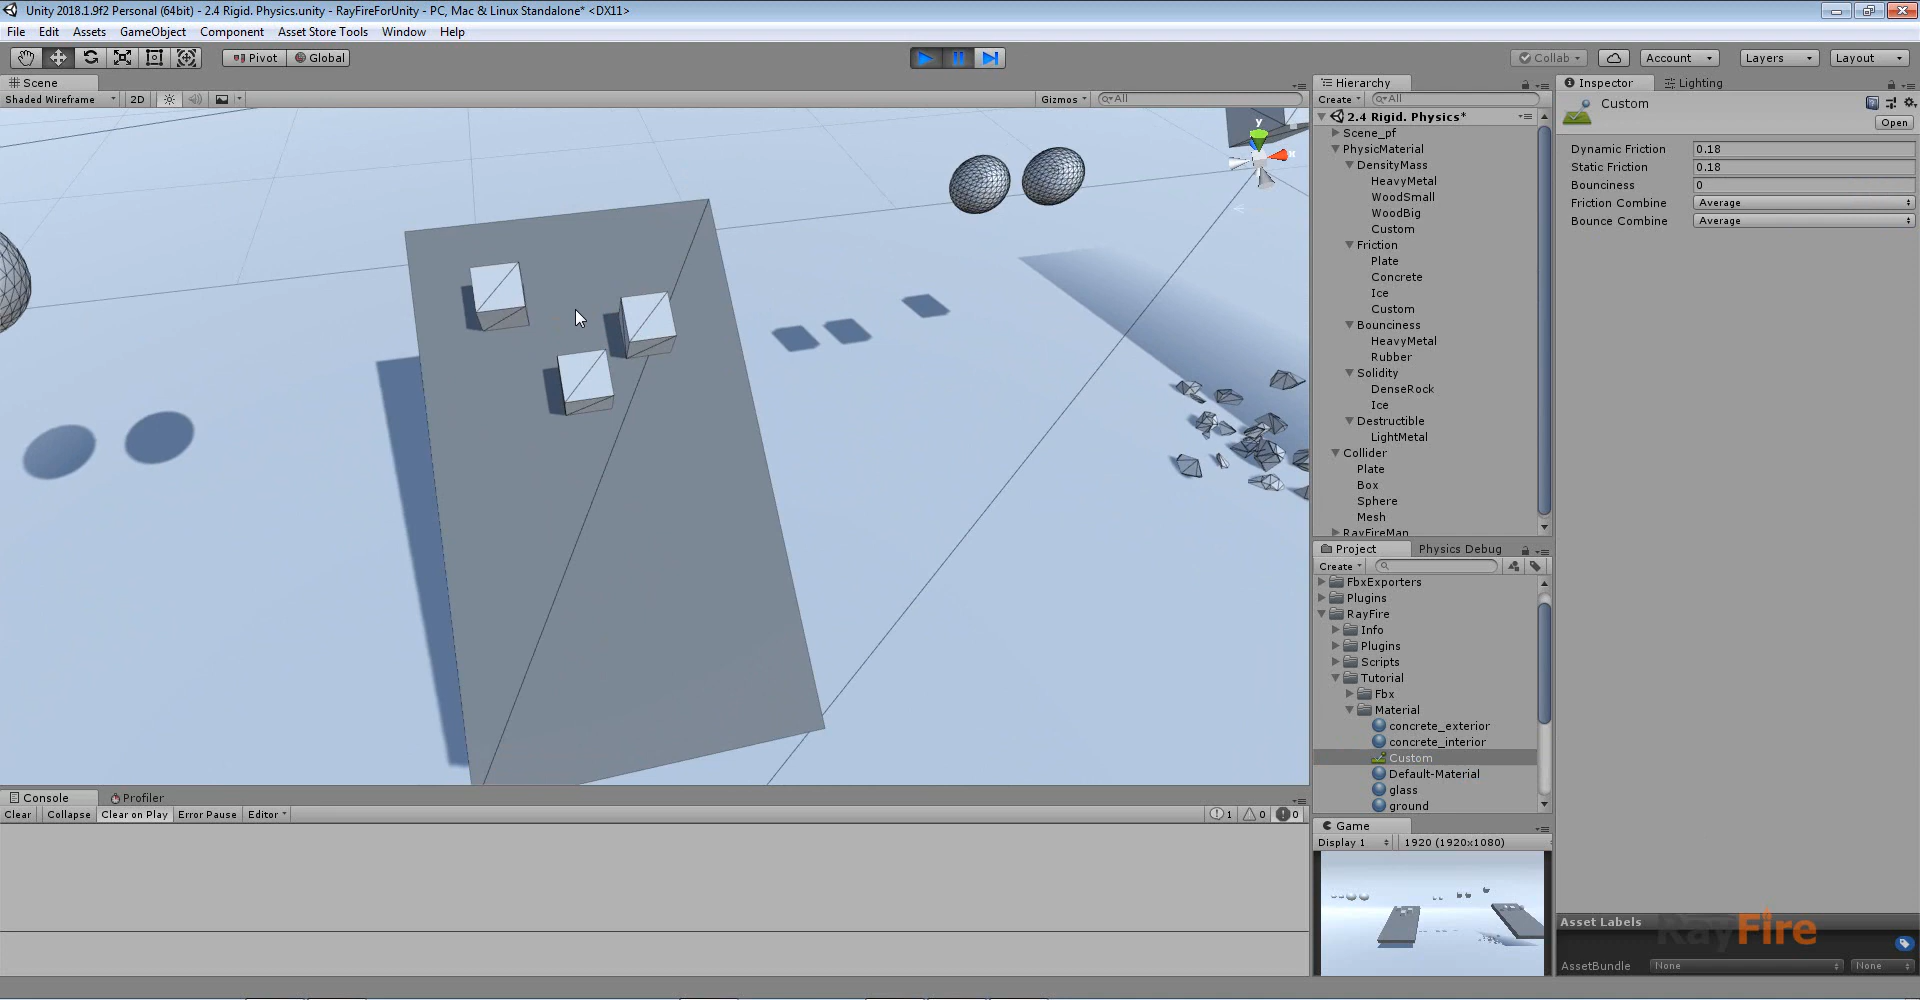 Unity 2018.1.9f2 Personal (64bit) - 2.4 Rigid. Physics.unity - RayFireForUnity - PC, Mac & Linux Standalone* <DX11>
File Edit Assets GameObject Component Asset Store Tools Window Help
Pivot Global Collab Account Layers Layout
Scene
Shaded Wireframe 2D Gizmos All
y
x
Hierarchy
Create All
2.4 Rigid. Physics*
Scene_pf
PhysicMaterial
DensityMass
HeavyMetal
WoodSmall
WoodBig
Custom
Friction
Plate
Concrete
Ice
Custom
Bounciness
HeavyMetal
Rubber
Solidity
DenseRock
Ice
Destructible
LightMetal
Collider
Plate
Box
Sphere
Mesh
RayFireMan
Project Physics Debug
Create
FbxExporters
Plugins
RayFire
Info
Plugins
Scripts
Tutorial
Fbx
Material
concrete_exterior
concrete_interior
Custom
Default-Material
glass
ground
Game
Display 1 1920 (1920x1080)
Inspector Lighting
Custom
Open
Dynamic Friction 0.18
Static Friction 0.18
Bounciness 0
Friction Combine Average
Bounce Combine Average
Asset Labels
RayFire
AssetBundle None None
Console Profiler
Clear Collapse Clear on Play Error Pause Editor 1 0 0